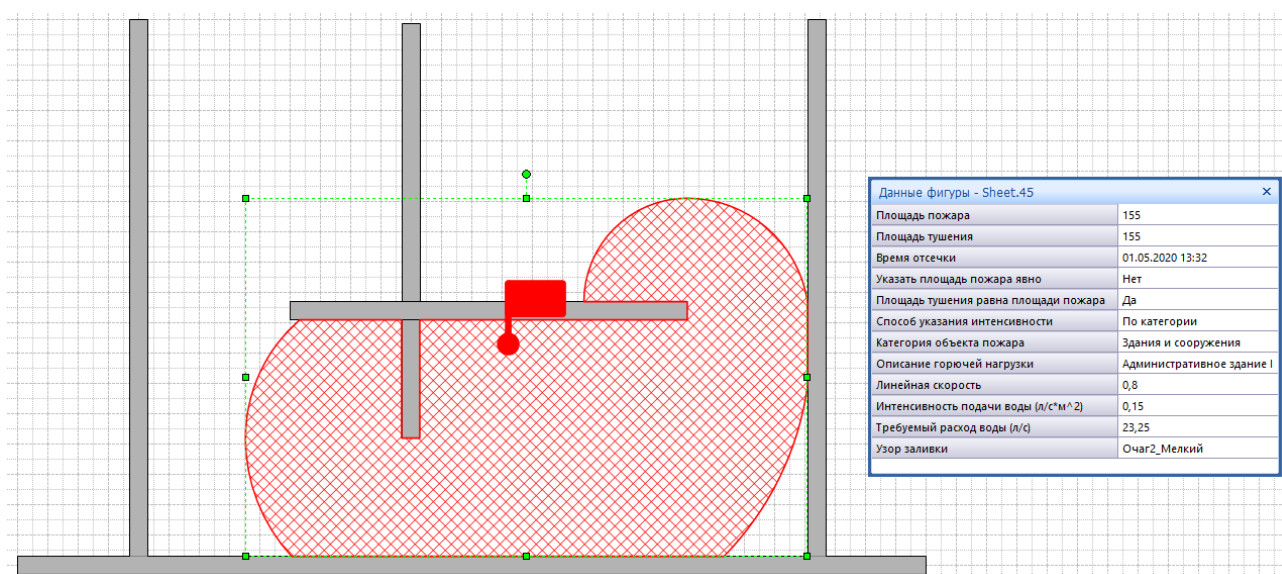 Данные фигуры - Sheet.45
Площадь пожара 155
Площадь тушения 155
Время отсечки 01.05.2020 13:32
Указать площадь пожара явно Нет
Площадь тушения равна площади пожара Да
Способ указания интенсивности По категории
Категория объекта пожара Здания и сооружения
Описание горючей нагрузки Административное здание I
Линейная скорость 0,8
Интенсивность подачи воды (л/с*м^2) 0,15
Требуемый расход воды (л/с) 23,25
Узор заливки Очаг2_Мелкий